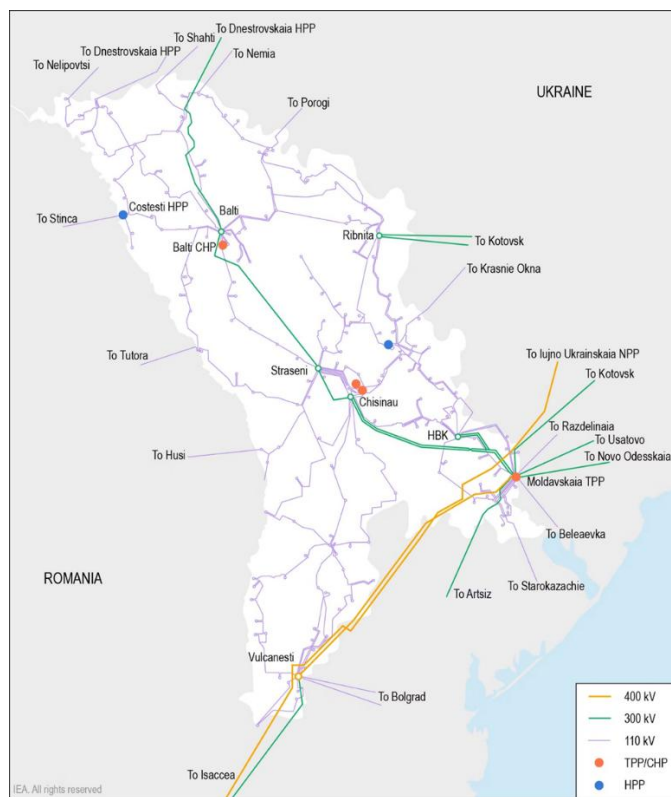 To Dnestrovskaia HPP
To Shahti
To Dnestrovskaia HPP
To Nelipovtsi
To Nemia
UKRAINE
To Porogi
Costesti HPP
Balti
To Stinca
Ribnita
Balti CHP
To Kotovsk
To Krasnie Okna
To Tutora
To Iujno Ukrainskaia NPP
Straseni
To Kotovsk
Chisinau
To Razdelinaia
HBK
To Usatovo
To Husi
To Novo Odesskaia
Moldavskaia TPP
To Beleaevka
ROMANIA
To Starokazachie
To Artsiz
Vulcanesti
To Bolgrad
400 kV
300 kV
110 kV
To Isaccea
TPP/CHP
HPP
IEA. All rights reserved